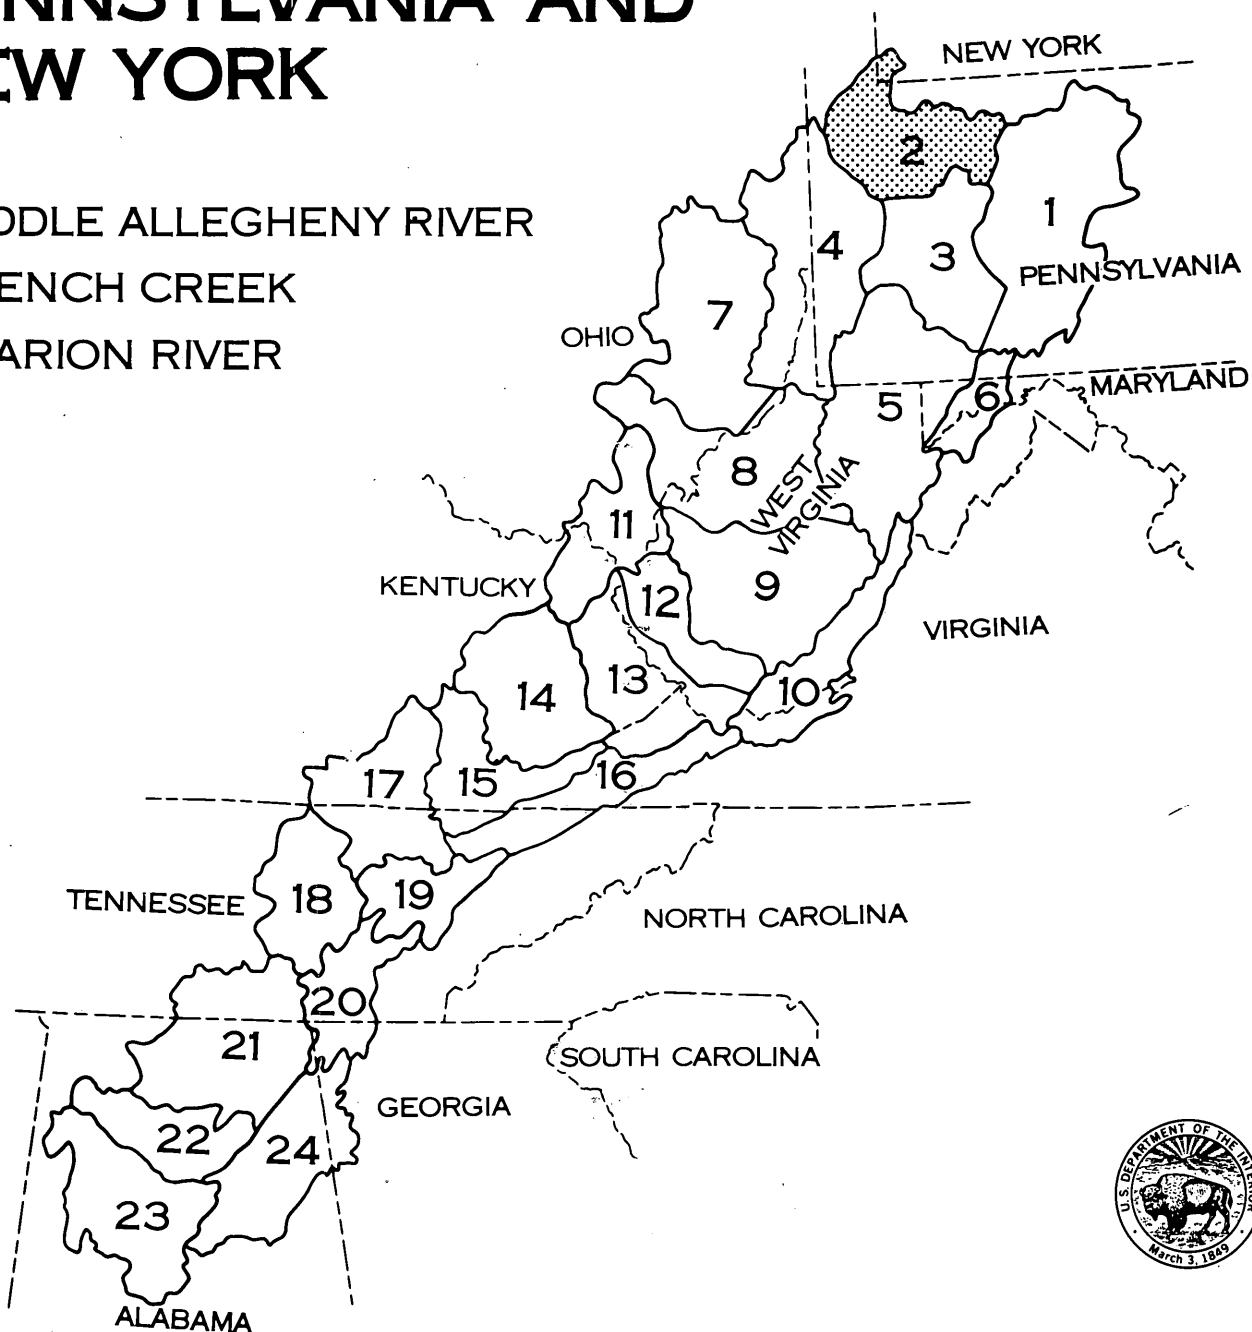 NNSYLVANIA AND
EW YORK
DDLE ALLEGHENY RIVER
ENCH CREEK
ARION RIVER
NEW YORK
2
1
3
4
PENNSYLVANIA
7
OHIO
MARYLAND
6
5
8
WEST
VIRGINIA
11
KENTUCKY
12
9
VIRGINIA
13
10
14
16
17
15
TENNESSEE
18
19
NORTH CAROLINA
20
21
SOUTH CAROLINA
GEORGIA
22
24
23
ALABAMA
U.S. DEPARTMENT OF THE INTERIOR
March 3, 1849